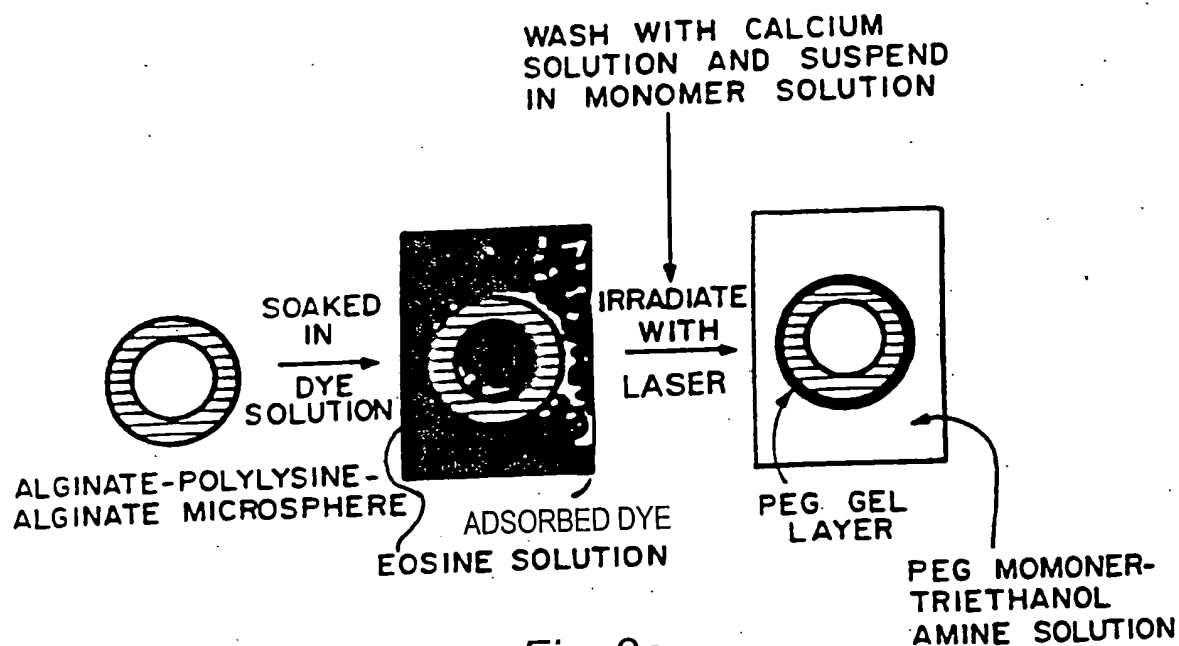 WASH WITH CALCIUM
SOLUTION AND SUSPEND
IN MONOMER SOLUTION
SOAKED
IN
DYE
SOLUTION
IRRADIATE
WITH
LASER
ALGINATE-POLYLYSINE-
ALGINATE MICROSPHERE
ADSORBED DYE
EOSINE SOLUTION
PEG GEL
LAYER
PEG MOMONER-
TRIETHANOL
AMINE SOLUTION